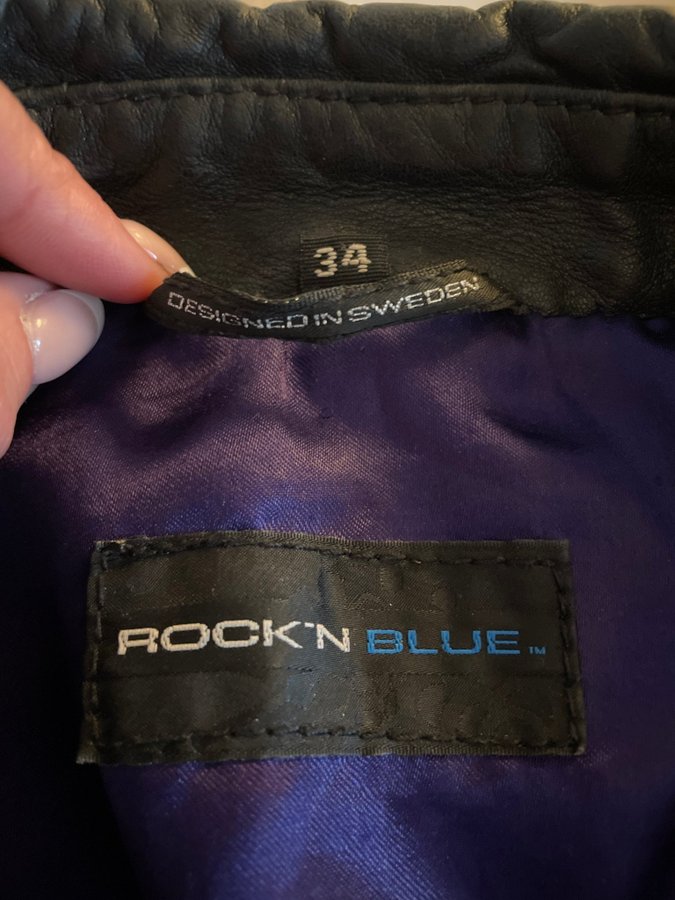 34
DESIGNED IN SWEDEN
ROCK'N BLUE™